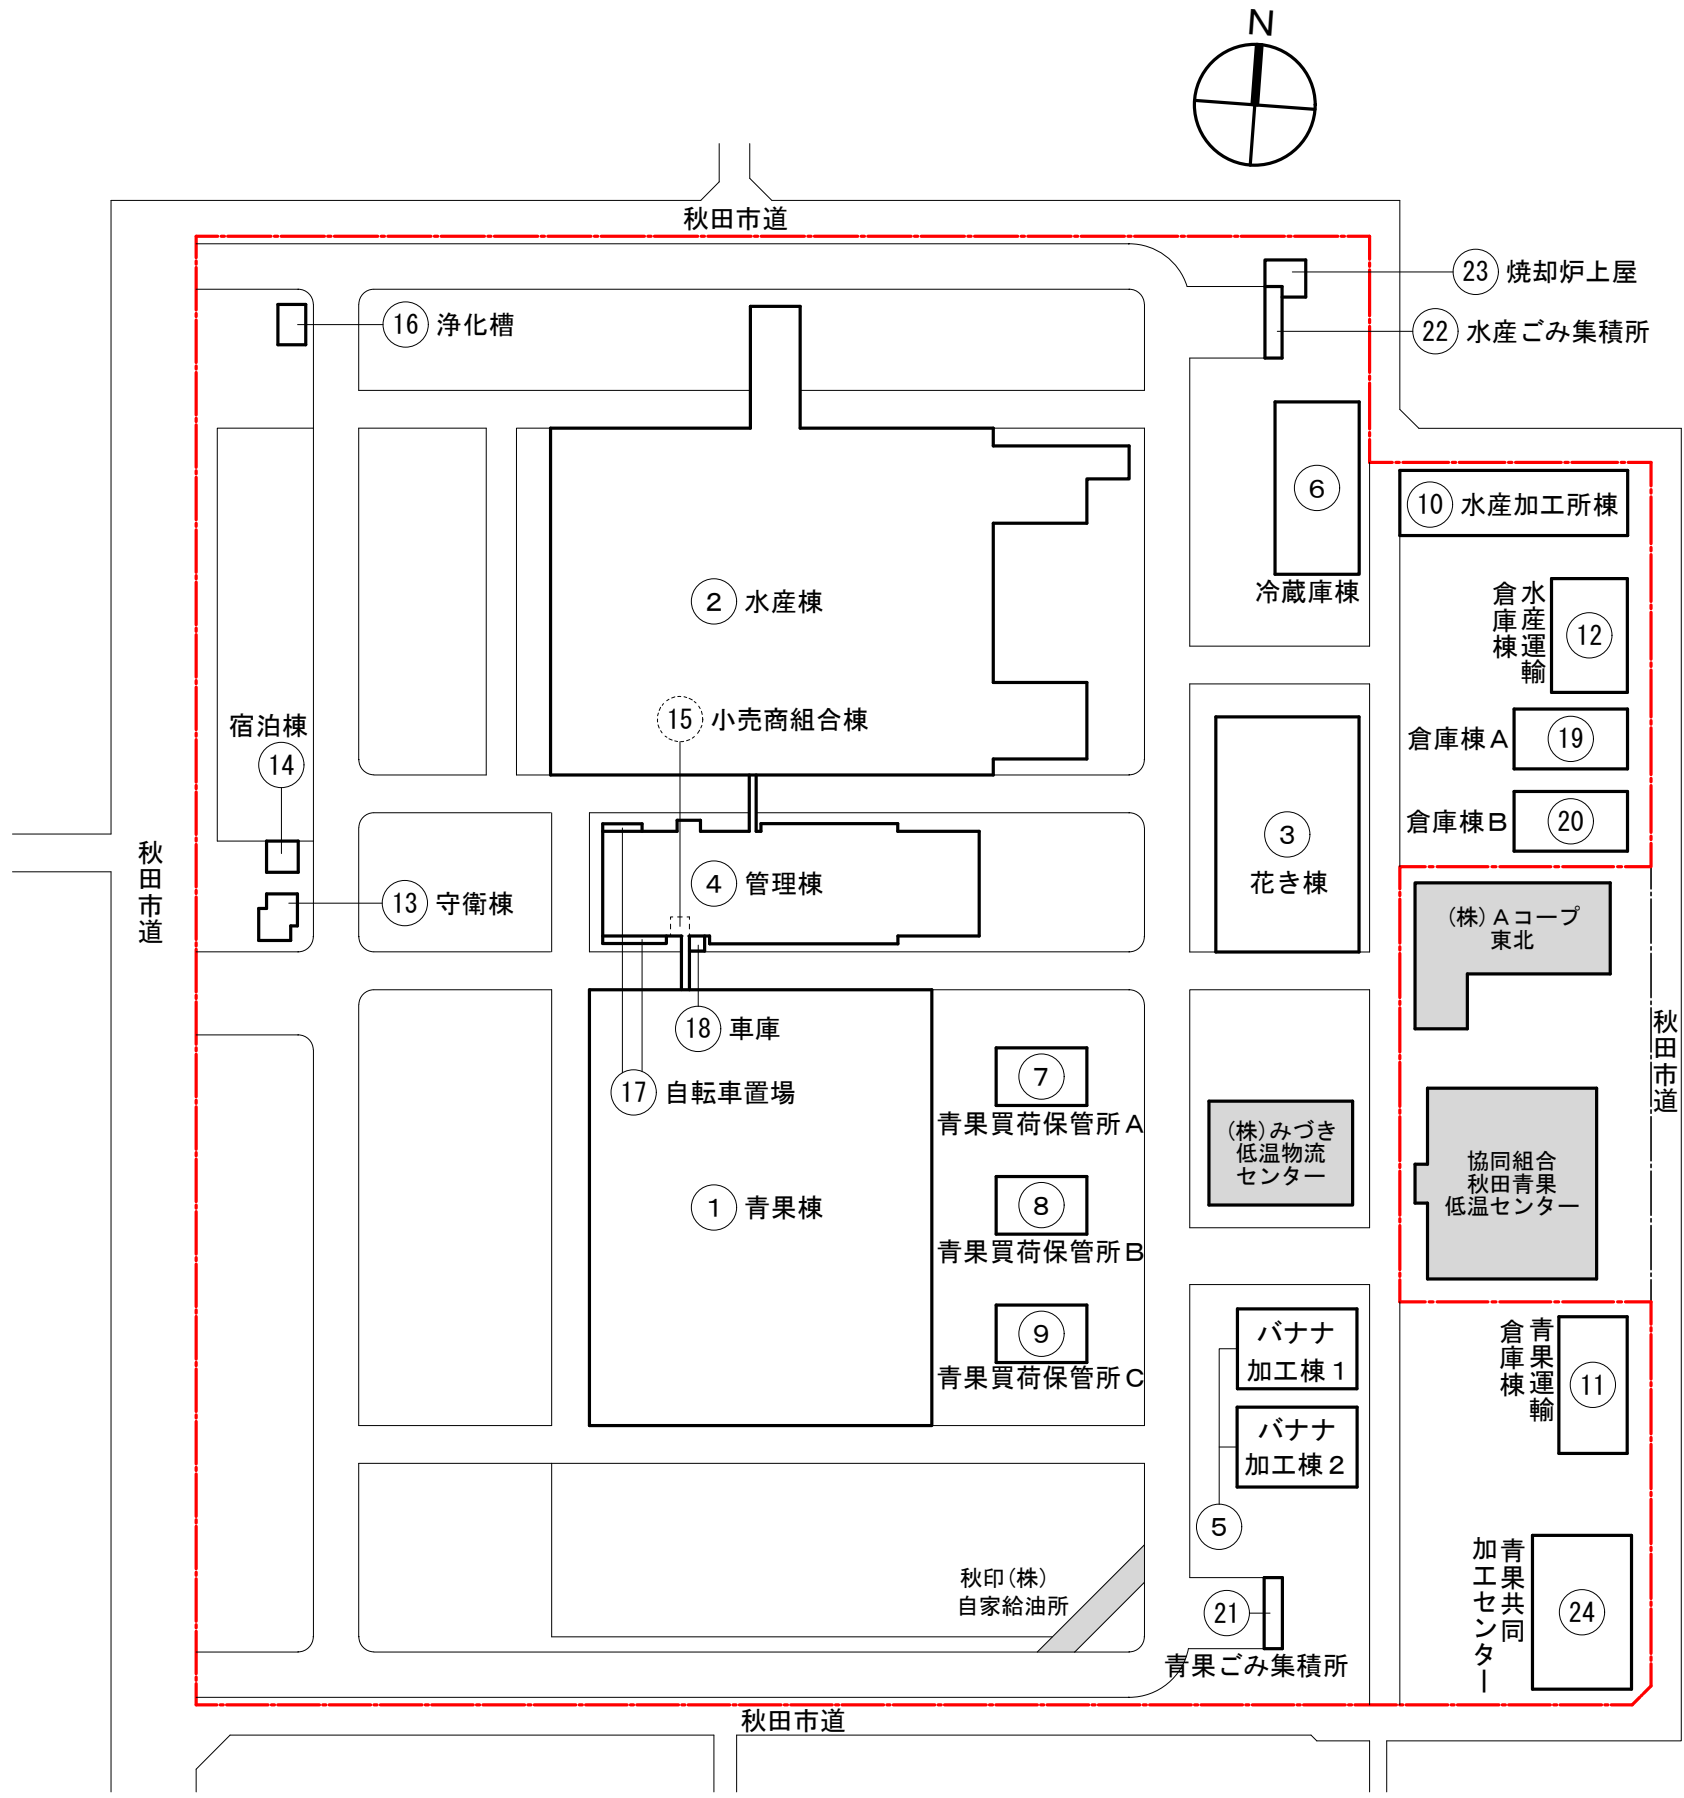 N
秋田市道
23 焼却炉上屋
16 浄化槽
22 水産ごみ集積所
6
冷蔵庫棟
10 水産加工所棟
2 水産棟
水産運輸
倉庫棟
12
15 小売商組合棟
宿泊棟
14
倉庫棟A
19
倉庫棟B
20
3
花き棟
秋田市道
4 管理棟
13 守衛棟
(株)Aコープ
東北
18 車庫
秋田市道
7
青果買荷保管所A
17 自転車置場
(株)みづき
低温物流
センター
協同組合
秋田青果
低温センター
1 青果棟
8
青果買荷保管所B
9
青果買荷保管所C
バナナ
加工棟1
バナナ
加工棟2
5
青果運輸
倉庫棟
11
秋印(株)
自家給油所
21
青果ごみ集積所
青果共同
加工センター
24
秋田市道